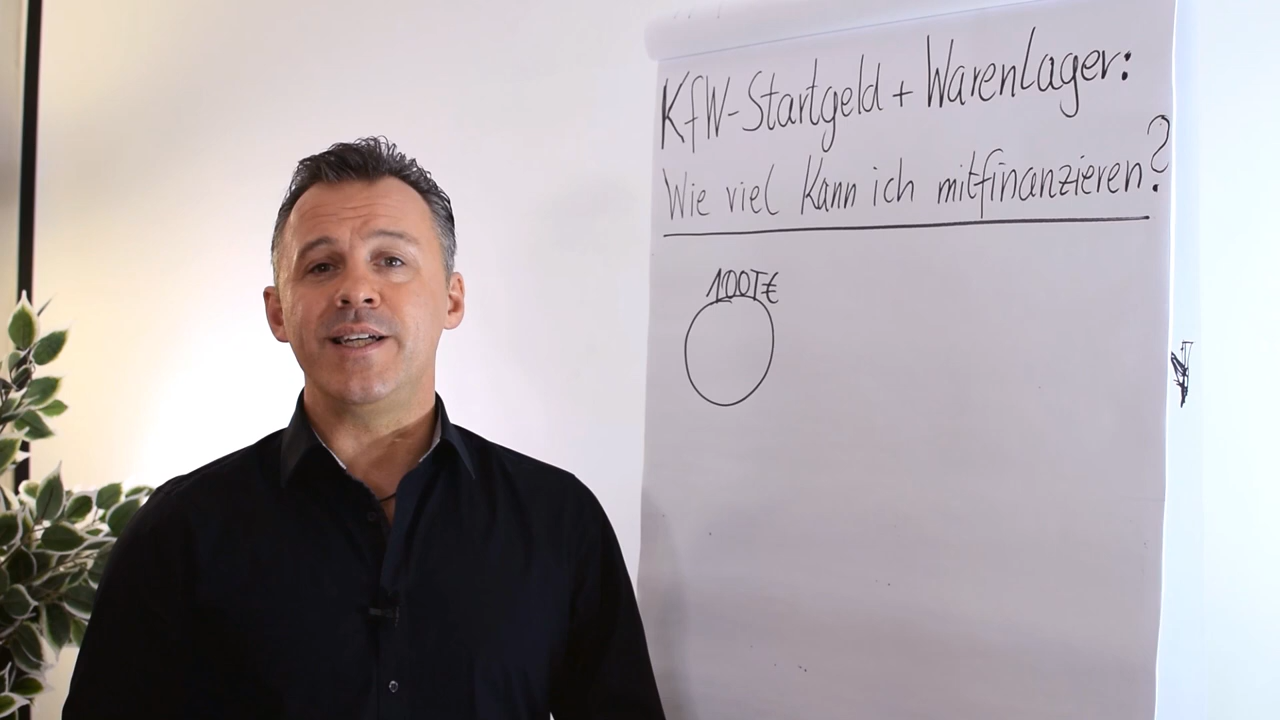 KfW-Startgeld + Warenlager:
Wie viel kann ich mitfinanzieren?
100T€